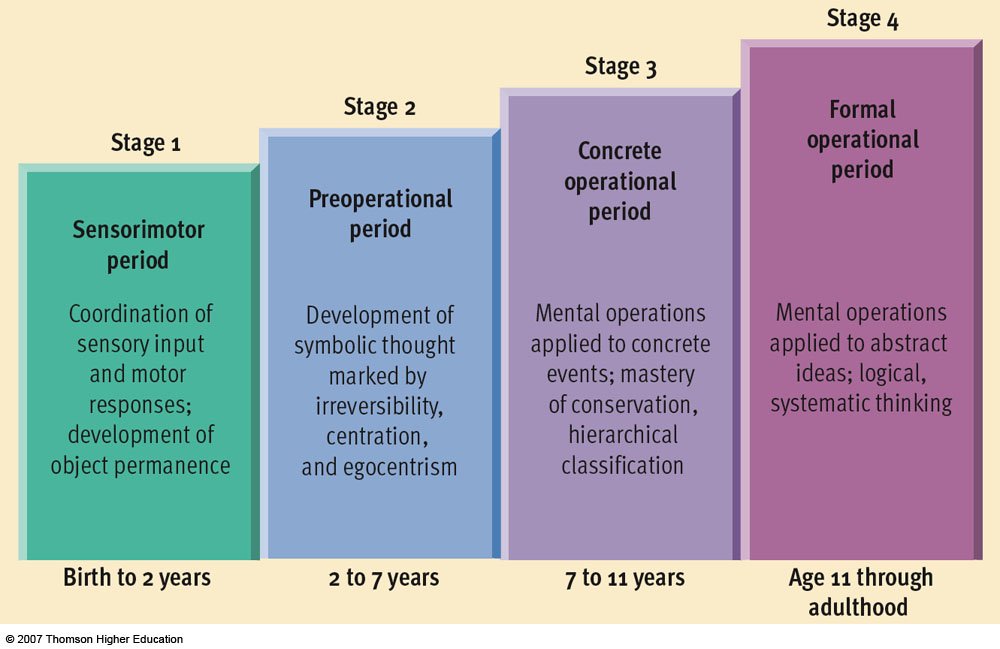 Stage 1
Sensorimotor
period
Coordination of
sensory input
and motor
responses;
development of
object permanence
Birth to 2 years
Stage 2
Preoperational
period
Development of
symbolic thought
marked by
irreversibility,
centration,
and egocentrism
2 to 7 years
Stage 3
Concrete
operational
period
Mental operations
applied to concrete
events; mastery
of conservation,
hierarchical
classification
7 to 11 years
Stage 4
Formal
operational
period
Mental operations
applied to abstract
ideas; logical,
systematic thinking
Age 11 through
adulthood
© 2007 Thomson Higher Education